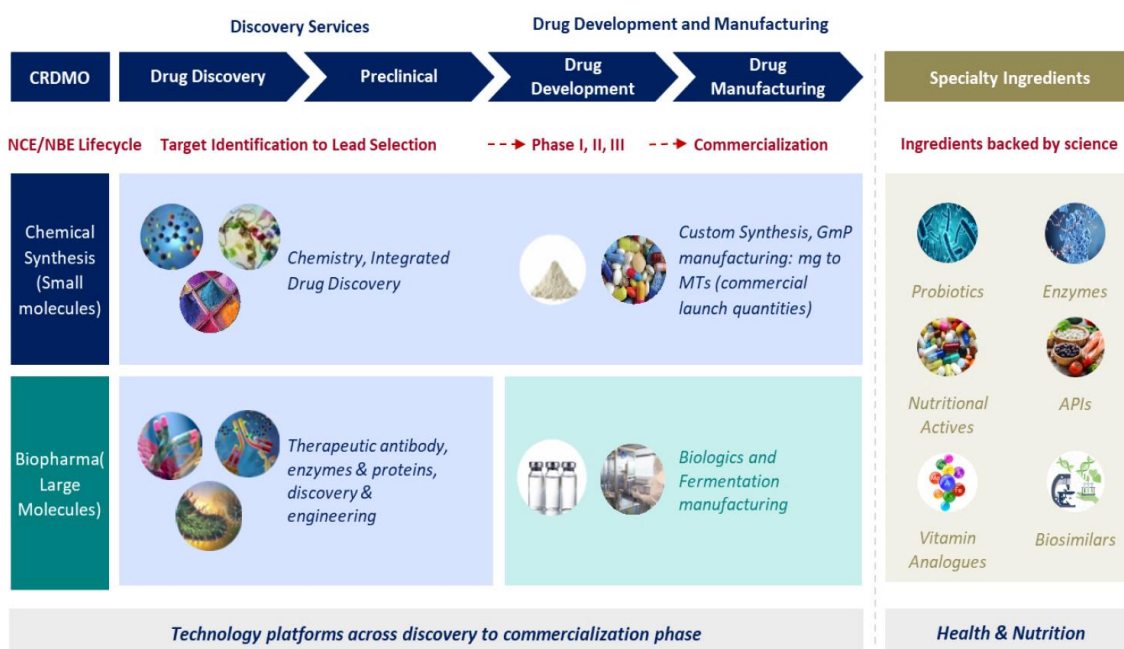 Discovery Services
Drug Development and Manufacturing
CRDMO
Drug Discovery
Preclinical
Drug
Development
Drug
Manufacturing
Specialty Ingredients
NCE/NBE Lifecycle
Target Identification to Lead Selection
Phase I, II, III
Commercialization
Ingredients backed by science
Chemical
Synthesis
(Small
molecules)
Chemistry, Integrated
Drug Discovery
Custom Synthesis, GmP
manufacturing: mg to
MTs (commercial
launch quantities)
Biopharma(
Large
Molecules)
Therapeutic antibody,
enzymes & proteins,
discovery &
engineering
Biologics and
Fermentation
manufacturing
Probiotics
Enzymes
Nutritional
Actives
APIs
Vitamin
Analogues
Biosimilars
Technology platforms across discovery to commercialization phase
Health & Nutrition